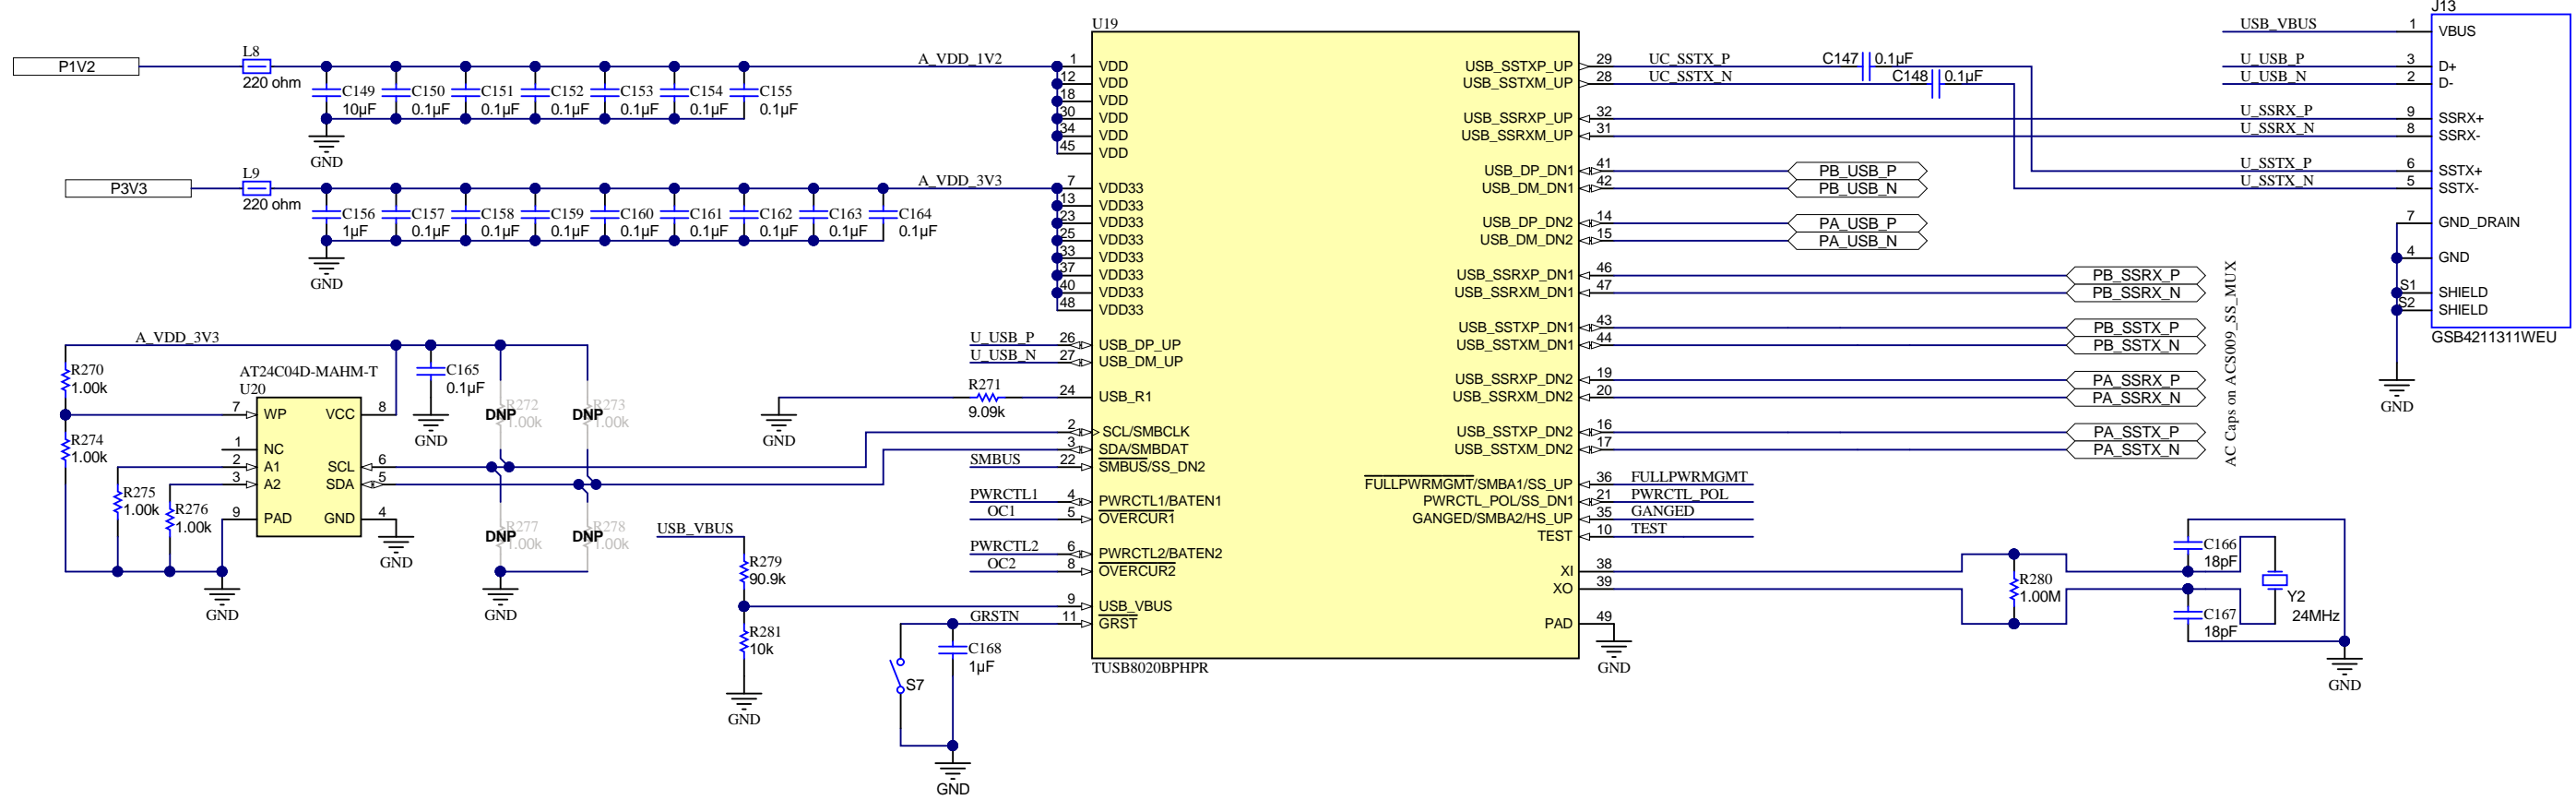 P1V2
L8
220 ohm
A_VDD_1V2
C149
10µF
C150
0.1µF
C151
0.1µF
C152
0.1µF
C153
0.1µF
C154
0.1µF
C155
0.1µF
GND
P3V3
L9
220 ohm
A_VDD_3V3
C156
1µF
C157
0.1µF
C158
0.1µF
C159
0.1µF
C160
0.1µF
C161
0.1µF
C162
0.1µF
C163
0.1µF
C164
0.1µF
GND
A_VDD_3V3
R270
1.00k
R274
1.00k
R275
1.00k
R276
1.00k
GND
AT24C04D-MAHM-T
U20
7 WP
1 NC
2 A1
3 A2
9 PAD
VCC 8
SCL 6
SDA 5
GND 4
GND
C165
0.1µF
GND
R272
DNP
1.00k
R273
DNP
1.00k
R277
DNP
1.00k
R278
DNP
1.00k
GND
USB_VBUS
R279
90.9k
R281
10k
GND
GND
R271
9.09k
GRSTN
S7
C168
1µF
GND
U19
1 VDD
12 VDD
18 VDD
30 VDD
34 VDD
45 VDD
7 VDD33
13 VDD33
23 VDD33
25 VDD33
33 VDD33
37 VDD33
40 VDD33
48 VDD33
U_USB_P 26 USB_DP_UP
U_USB_N 27 USB_DM_UP
24 USB_R1
2 SCL/SMBCLK
3 SDA/SMBDAT
SMBUS 22 SMBUS/SS_DN2
PWRCTL1 4 PWRCTL1/BATEN1
OC1 5 OVERCUR1
PWRCTL2 6 PWRCTL2/BATEN2
OC2 8 OVERCUR2
9 USB_VBUS
11 GRST
TUSB8020BPHPR
USB_SSTXP_UP 29 UC_SSTX_P
USB_SSTXM_UP 28 UC_SSTX_N
USB_SSRXP_UP 32
USB_SSRXM_UP 31
USB_DP_DN1 41 PB_USB_P
USB_DM_DN1 42 PB_USB_N
USB_DP_DN2 14 PA_USB_P
USB_DM_DN2 15 PA_USB_N
USB_SSRXP_DN1 46 PB_SSRX_P
USB_SSRXM_DN1 47 PB_SSRX_N
USB_SSTXP_DN1 43 PB_SSTX_P
USB_SSTXM_DN1 44 PB_SSTX_N
USB_SSRXP_DN2 19 PA_SSRX_P
USB_SSRXM_DN2 20 PA_SSRX_N
USB_SSTXP_DN2 16 PA_SSTX_P
USB_SSTXM_DN2 17 PA_SSTX_N
FULLPWRMGMT/SMBA1/SS_UP 36 FULLPWRMGMT
PWRCTL_POL/SS_DN1 21 PWRCTL_POL
GANGED/SMBA2/HS_UP 35 GANGED
TEST 10 TEST
XI 38
XO 39
PAD 49
GND
C147 0.1µF
C148 0.1µF
AC Caps on ACS009_SS_MUX
R280
1.00M
C166
18pF
C167
18pF
Y2
24MHz
GND
J13
USB_VBUS 1 VBUS
U_USB_P 3 D+
U_USB_N 2 D-
U_SSRX_P 9 SSRX+
U_SSRX_N 8 SSRX-
U_SSTX_P 6 SSTX+
U_SSTX_N 5 SSTX-
7 GND_DRAIN
4 GND
S1 SHIELD
S2 SHIELD
GSB4211311WEU
GND